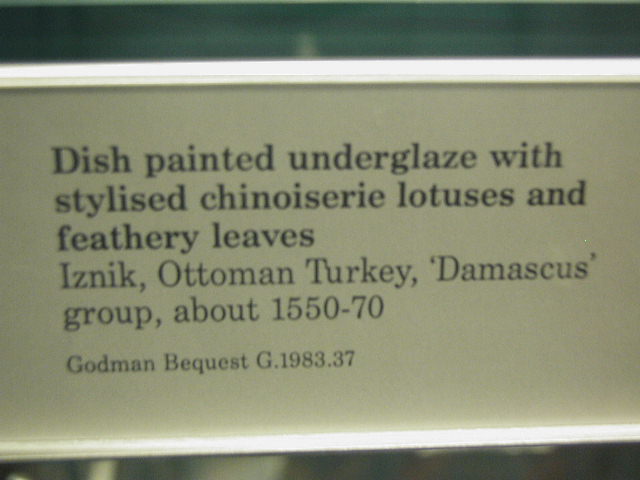 Dish painted underglaze with
stylised chinoiserie lotuses and
feathery leaves
Iznik, Ottoman Turkey, ‘Damascus’
group, about 1550-70
Godman Bequest G.1983.37